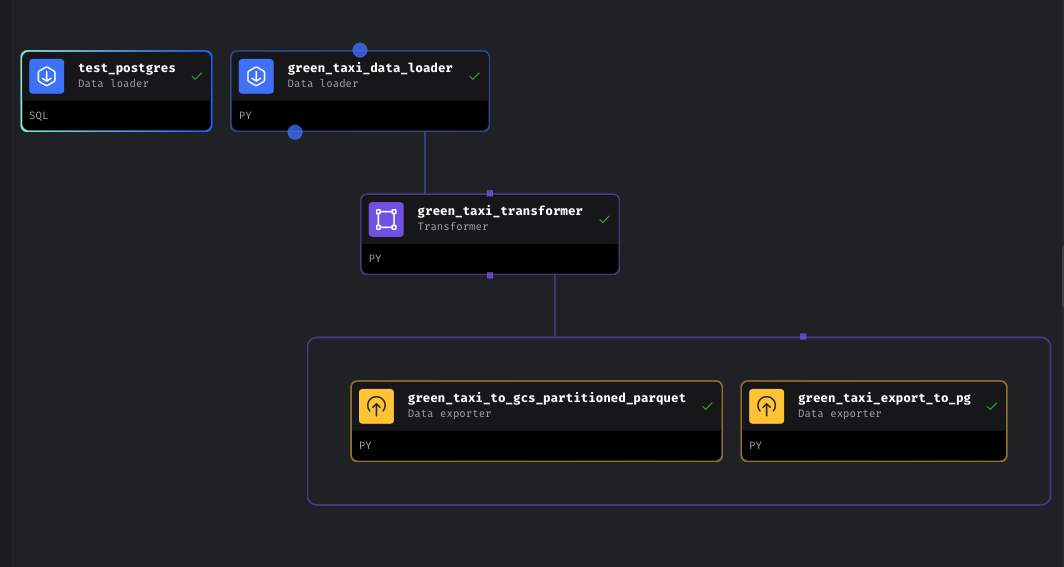 test_postgres
Data loader
SQL
green_taxi_data_loader
Data loader
PY
green_taxi_transformer
Transformer
PY
green_taxi_to_gcs_partitioned_parquet
Data exporter
PY
green_taxi_export_to_pg
Data exporter
PY